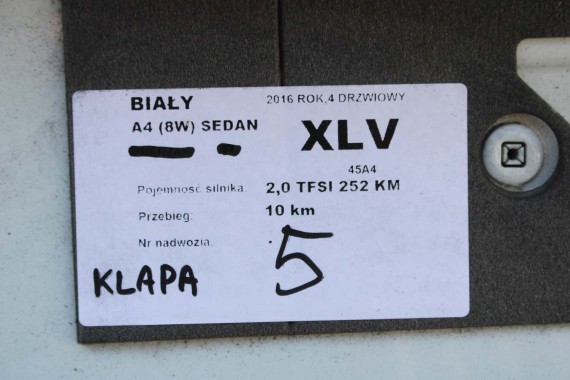 BIAŁY 2016 ROK,4 DRZWIOWY
A4 (8W) SEDAN XLV
45A4
Pojemność silnika: 2,0 TFSI 252 KM
Przebieg: 10 km
Nr nadwozia:
KLAPA 5